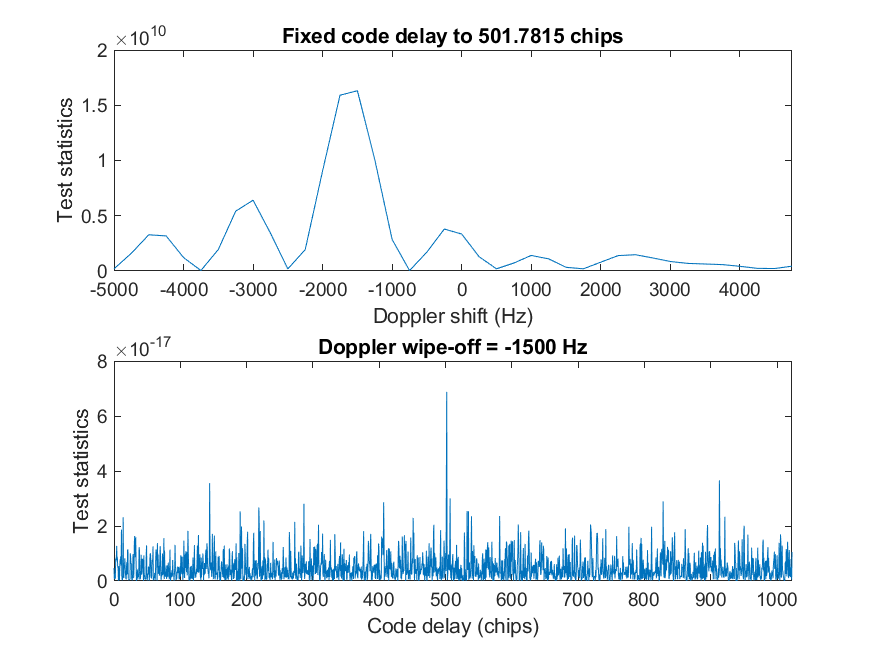 Fixed code delay to 501.7815 chips
×10^10
2
1.5
1
0.5
0
Test statistics
-5000 -4000 -3000 -2000 -1000 0 1000 2000 3000 4000
Doppler shift (Hz)
Doppler wipe-off = -1500 Hz
×10^-17
8
6
4
2
0
Test statistics
0 100 200 300 400 500 600 700 800 900 1000
Code delay (chips)